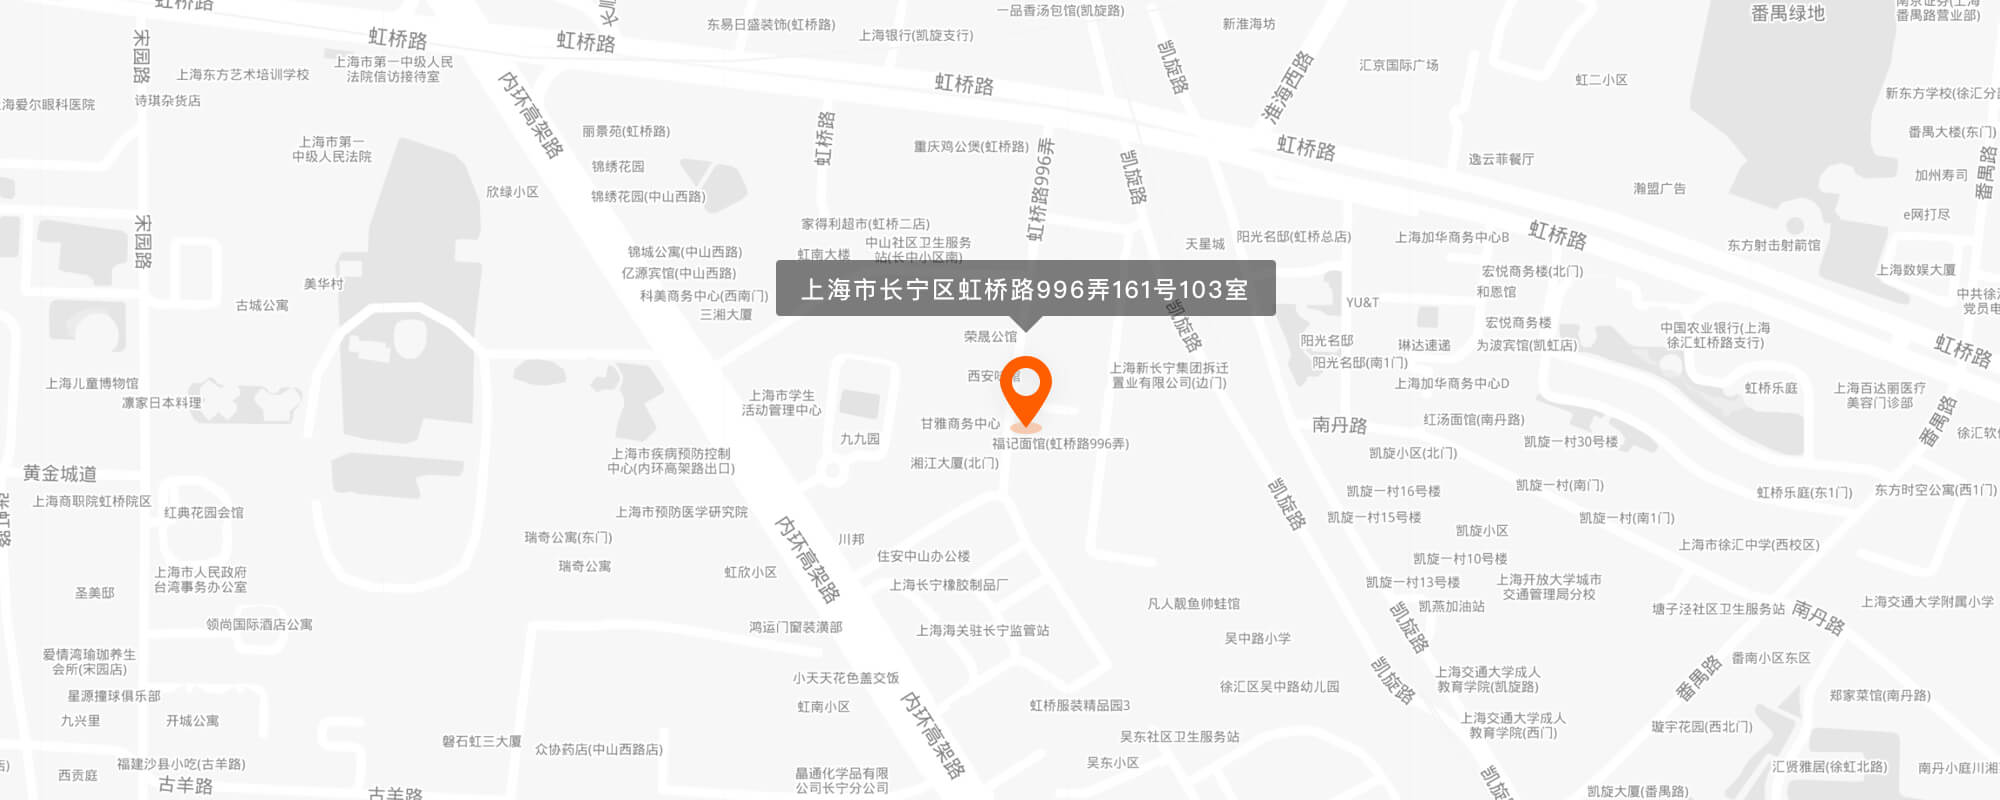 虹桥路
一品香汤包馆(凯旋路)
番禺绿地
番禺路营业部)
东易日盛装饰(虹桥路)
新淮海坊
上海银行(凯旋支行)
虹桥路
虹桥路
宋园路
凯旋路
上海市第一中级人民
法院信访接待室
上海东方艺术培训学校
汇京国际广场
虹二小区
虹桥路
淮海西路
内环高架路
新东方学校(徐汇分
海爱尔眼科医院
诗琪杂货店
丽景苑(虹桥路)
番禺大楼(东门)
虹桥路
上海市第一
中级人民法院
重庆鸡公煲(虹桥路)
虹桥路
逸云菲餐厅
锦绣花园
番禺路
加州寿司
凯旋路
虹桥路996弄
欣绿小区
锦绣花园(中山西路)
瀚盟广告
e网打尽
宋园路
家得利超市(虹桥二店)
虹桥路
天星城
阳光名邸(虹桥总店)
上海加华商务中心B
中山社区卫生服务
站(长中小区南)
东方射击射箭馆
锦城公寓(中山西路)
虹南大楼
亿源宾馆(中山西路)
宏悦商务楼(北门)
上海数娱大厦
美华村
上海市长宁区虹桥路996弄161号103室
科美商务中心(西南门)
和恩馆
古城公寓
YU&T
三湘大厦
党员电
宏悦商务楼
凯旋路
中国农业银行(上海
徐汇虹桥路支行)
荣晟公馆
阳光名邸
琳达速递
为波宾馆(凯虹店)
虹桥路
阳光名邸(南1门)
上海新长宁集团拆迁
置业有限公司(边门)
西安
上海儿童博物馆
上海加华商务中心D
虹桥乐庭
上海百达丽医疗
美容门诊部
上海市学生
活动管理中心
凛家日本料理
番禺路
甘雅商务中心
南丹路
红汤面馆(南丹路)
九九园
福记面馆(虹桥路996弄)
凯旋一村30号楼
徐汇软
上海市疾病预防控制
中心(内环高架路出口)
湘江大厦(北门)
凯旋小区(北门)
黄金城道
凯旋一村16号楼
凯旋一村(南门)
虹桥乐庭(东1门)
东方时空公寓(西1门)
上海商职院虹桥院区
红典花园会馆
上海市预防医学研究院
凯旋路
凯旋一村15号楼
凯旋一村(南1门)
瑞奇公寓(东门)
川邦
凯旋小区
上海市徐汇中学(西校区)
内环高架路
住安中山办公楼
凯旋一村10号楼
瑞奇公寓
虹欣小区
上海市人民政府
台湾事务办公室
上海长宁橡胶制品厂
凯旋一村13号楼
上海开放大学城市
交通管理局分校
圣美邸
凡人靓鱼帅蛙馆
凯燕加油站
塘子泾社区卫生服务站
上海交通大学附属小学
南丹路
领尚国际酒店公寓
鸿运门窗装潢部
上海海关驻长宁监管站
吴中路小学
凯旋路
爱情湾瑜珈养生
会所(宋园店)
番南小区东区
小天天花色盖交饭
上海交通大学成人
教育学院(凯旋路)
凯旋路
番禺路
徐汇区吴中路幼儿园
星源撞球俱乐部
郑家菜馆(南丹路)
虹南小区
虹桥服装精品园3
九兴里
开城公寓
上海交通大学成人
教育学院(西门)
璇宇花园(西北门)
内环高架路
磐石虹三大厦
众协药店(中山西路店)
吴东社区卫生服务站
福建沙县小吃(古羊路)
吴东小区
西贡庭
晶通化学品有限
公司长宁分公司
汇贤雅居(徐虹北路)
南丹小庭川湘
古羊路
古羊路
凯旋
凯旋大厦(番禺路)